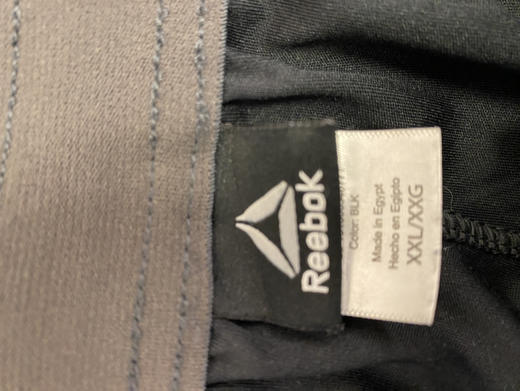 Reebok
Color: BLK
Made in Egypt
Hecho en Egipto
XXL/XXG